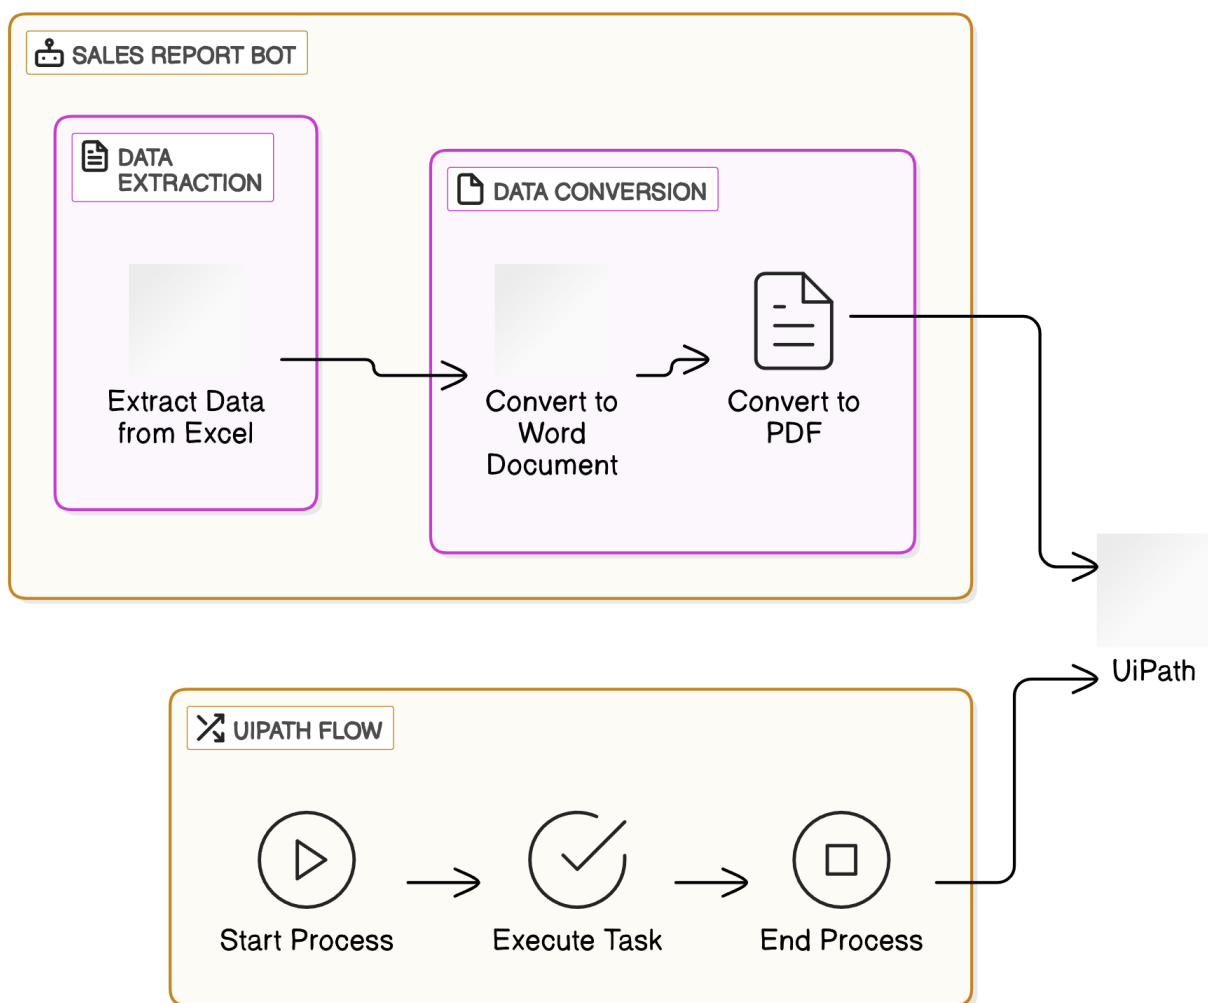 SALES REPORT BOT
DATA
EXTRACTION
DATA CONVERSION
Extract Data
from Excel
Convert to
Word
Document
Convert to
PDF
UiPath
UIPATH FLOW
Start Process
Execute Task
End Process